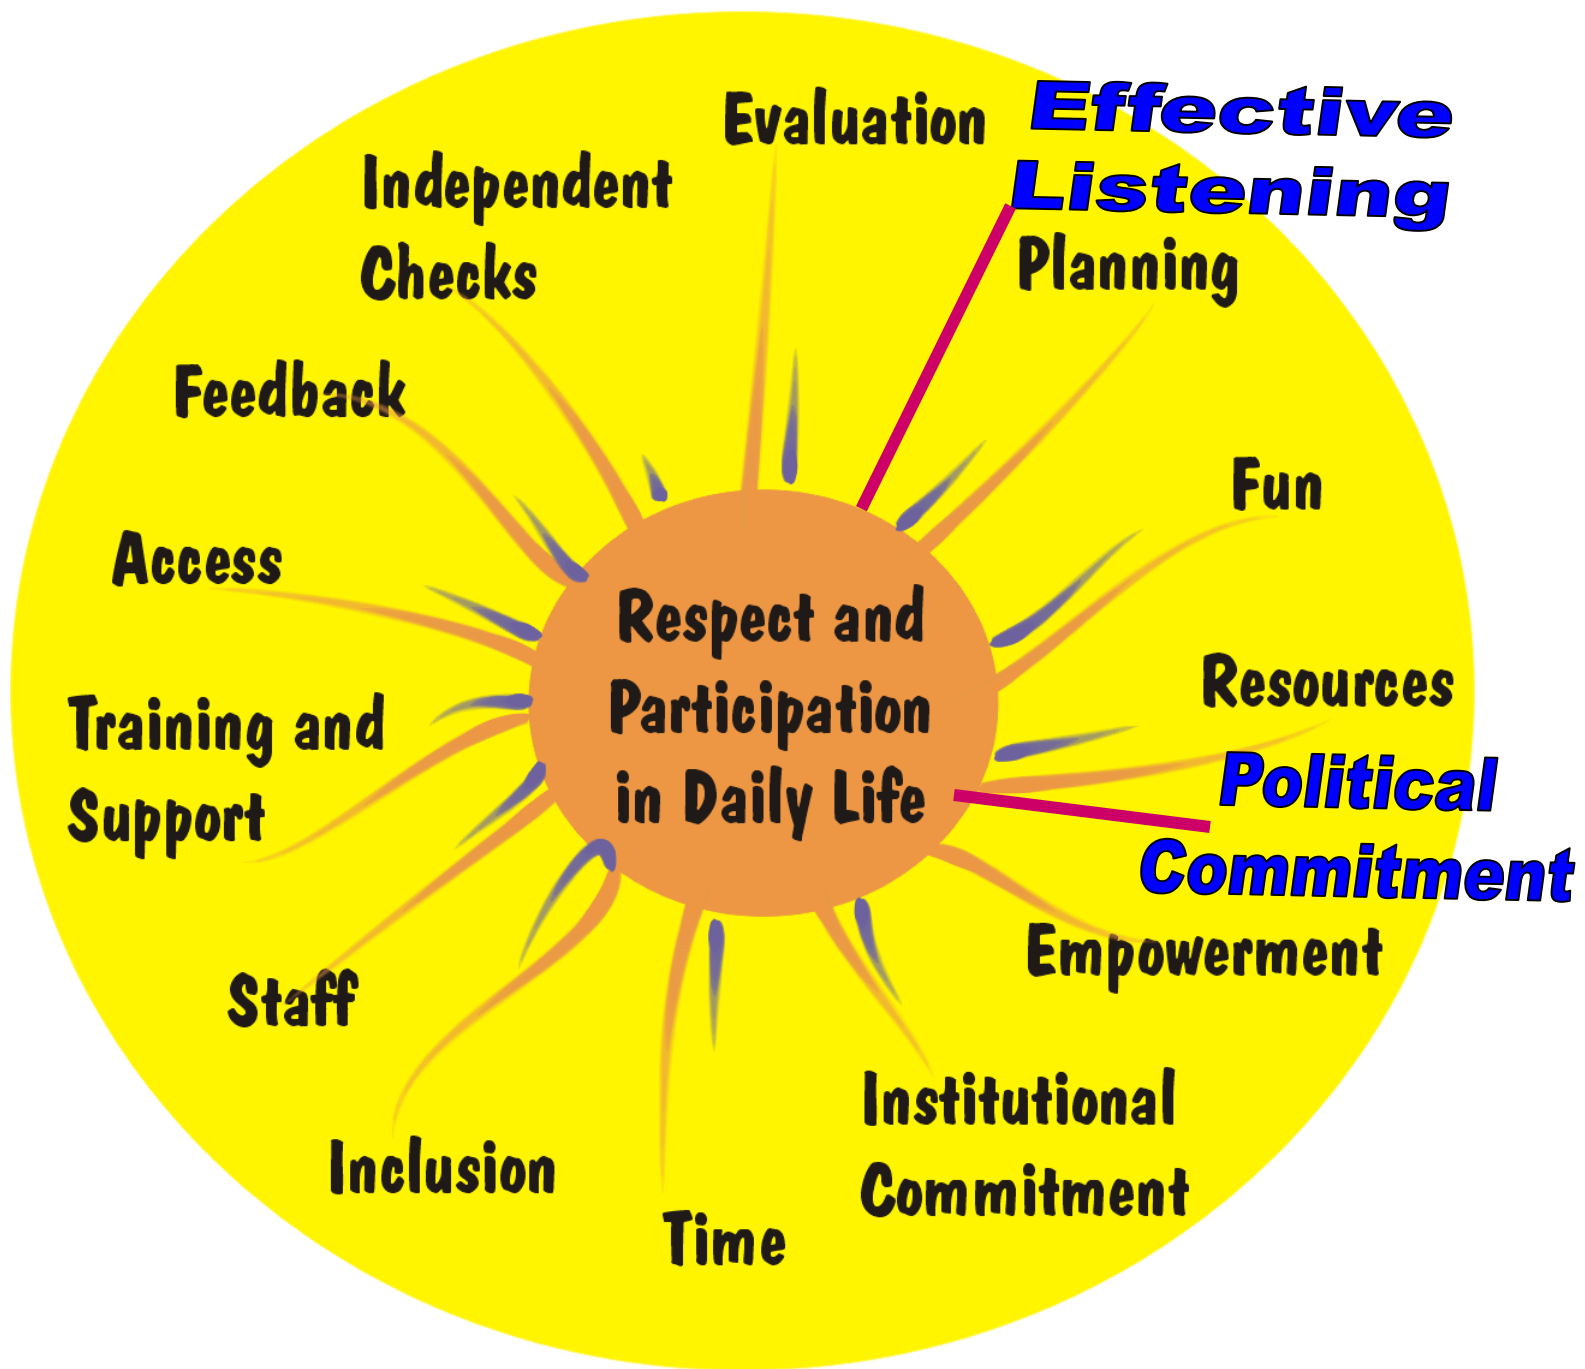 Evaluation
Effective
Listening
Planning
Fun
Resources
Political
Commitment
Empowerment
Institutional
Commitment
Time
Inclusion
Staff
Training and
Support
Access
Feedback
Independent
Checks
Respect and
Participation
in Daily Life